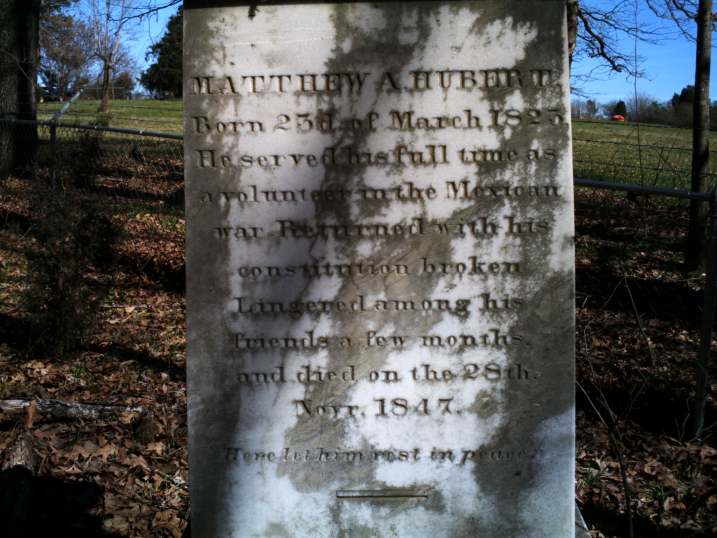 MATTHEW A. HUBERT
Born 23d. of March 1823.
He served his full time as
a volunteer in the Mexican
war Returned with his
constitution broken
Lingered among his
friends a few months,
and died on the 28th.
Novr. 1847.
Here let him rest in peace.